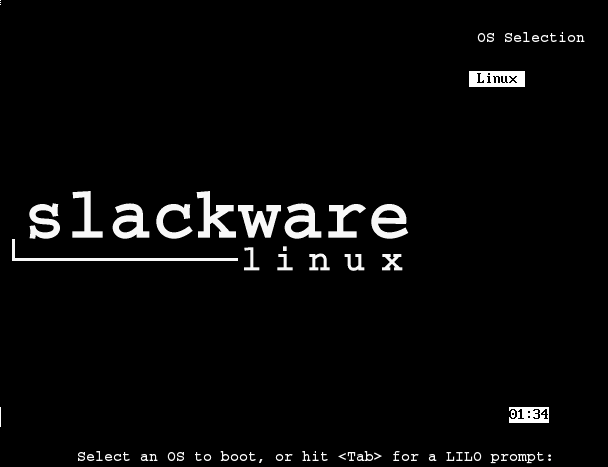 OS Selection
Linux
slackware
linux
01:34
Select an OS to boot, or hit <Tab> for a LILO prompt: